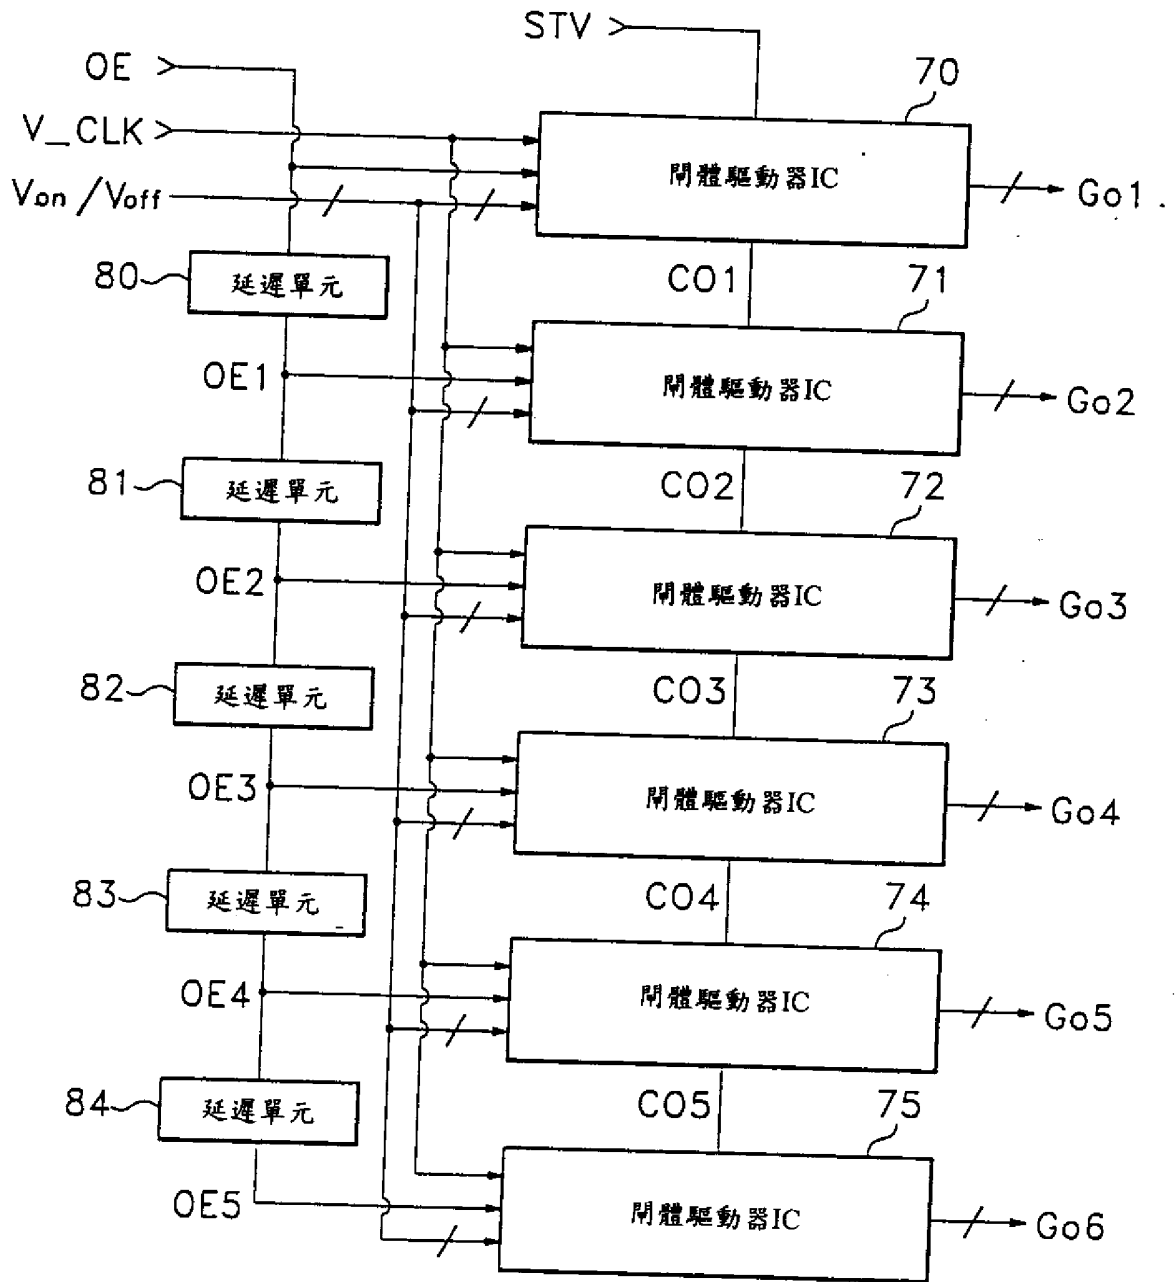 STV
OE
70
V_CLK
閘體驅動器IC
Von/Voff
Go1
80
延遲單元
CO1
71
OE1
閘體驅動器IC
Go2
81
延遲單元
CO2
72
OE2
閘體驅動器IC
Go3
82
延遲單元
CO3
73
OE3
閘體驅動器IC
Go4
83
延遲單元
CO4
74
OE4
閘體驅動器IC
Go5
84
延遲單元
CO5
75
OE5
閘體驅動器IC
Go6